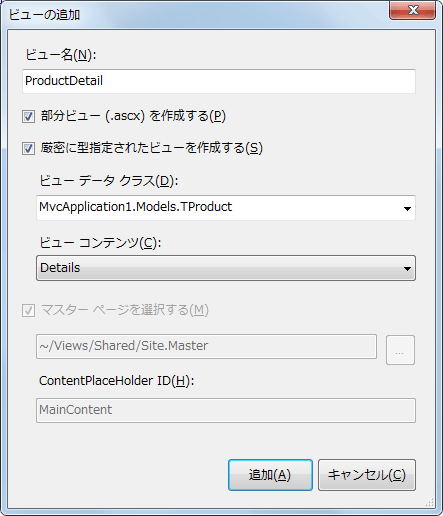 ビューの追加
ビュー名(N):
ProductDetail
部分ビュー (.ascx) を作成する(P)
厳密に型指定されたビューを作成する(S)
ビュー データ クラス(D):
MvcApplication1.Models.TProduct
ビュー コンテンツ(C):
Details
マスター ページを選択する(M)
~/Views/Shared/Site.Master
...
ContentPlaceHolder ID(H):
MainContent
追加(A) キャンセル(C)